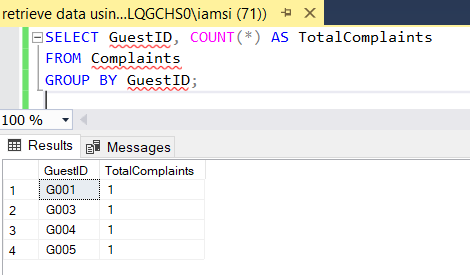 retrieve data usin...LQGCHS0\iamsi (71))
SELECT GuestID, COUNT(*) AS TotalComplaints
FROM Complaints
GROUP BY GuestID;
100 %
Results Messages
GuestID TotalComplaints
1 G001 1
2 G003 1
3 G004 1
4 G005 1